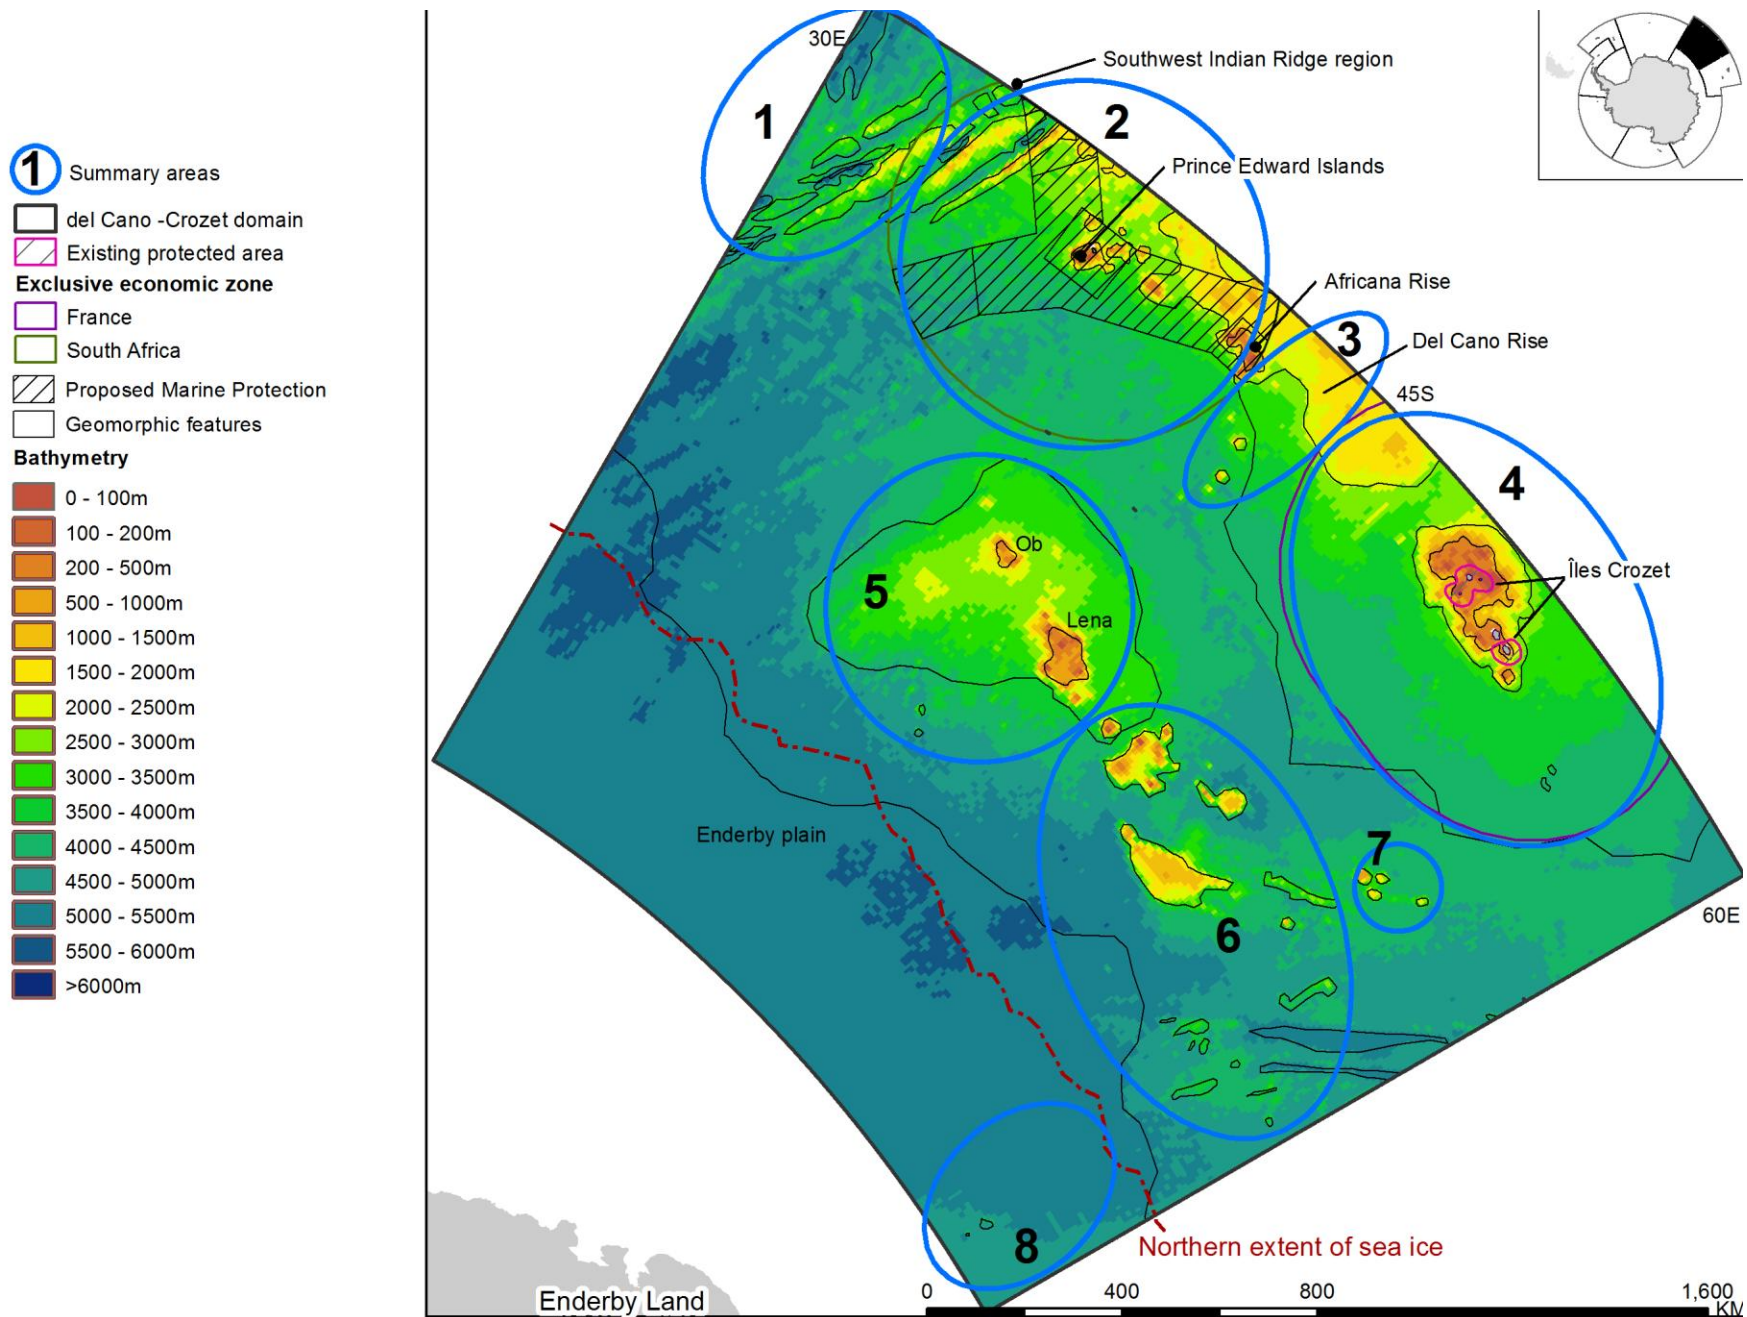 1 Summary areas
del Cano -Crozet domain
Existing protected area
Exclusive economic zone
France
South Africa
Proposed Marine Protection
Geomorphic features
Bathymetry
0 - 100m
100 - 200m
200 - 500m
500 - 1000m
1000 - 1500m
1500 - 2000m
2000 - 2500m
2500 - 3000m
3000 - 3500m
3500 - 4000m
4000 - 4500m
4500 - 5000m
5000 - 5500m
5500 - 6000m
>6000m
30E
Southwest Indian Ridge region
1
2
Prince Edward Islands
Africana Rise
3
Del Cano Rise
45S
4
Ob
Îles Crozet
5
Lena
Enderby plain
7
60E
6
8
Northern extent of sea ice
Enderby Land
0 400 800 1,600
KM